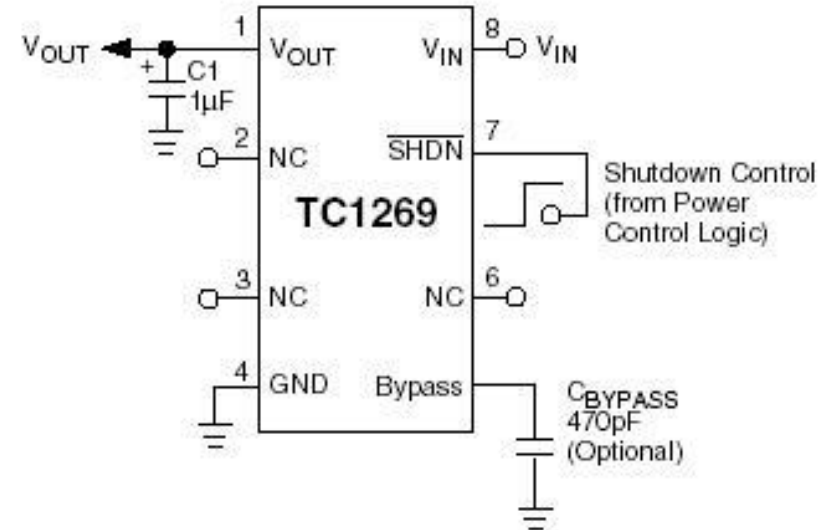 1
8
VOUT
VOUT
VIN
VIN
+
C1
1µF
2
7
NC
SHDN
Shutdown Control
(from Power
Control Logic)
TC1269
3
6
NC
NC
4
GND
Bypass
CBYPASS
470pF
(Optional)